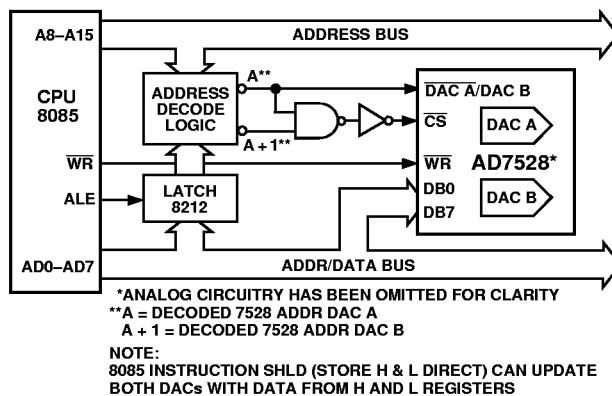 A8–A15
ADDRESS BUS
CPU
8085
ADDRESS
DECODE
LOGIC
A**
A + 1**
DAC A/DAC B
CS
DAC A
WR
WR
AD7528*
ALE
LATCH
8212
DB0
DB7
DAC B
AD0–AD7
ADDR/DATA BUS
*ANALOG CIRCUITRY HAS BEEN OMITTED FOR CLARITY
**A = DECODED 7528 ADDR DAC A
A + 1 = DECODED 7528 ADDR DAC B
NOTE:
8085 INSTRUCTION SHLD (STORE H & L DIRECT) CAN UPDATE
BOTH DACs WITH DATA FROM H AND L REGISTERS